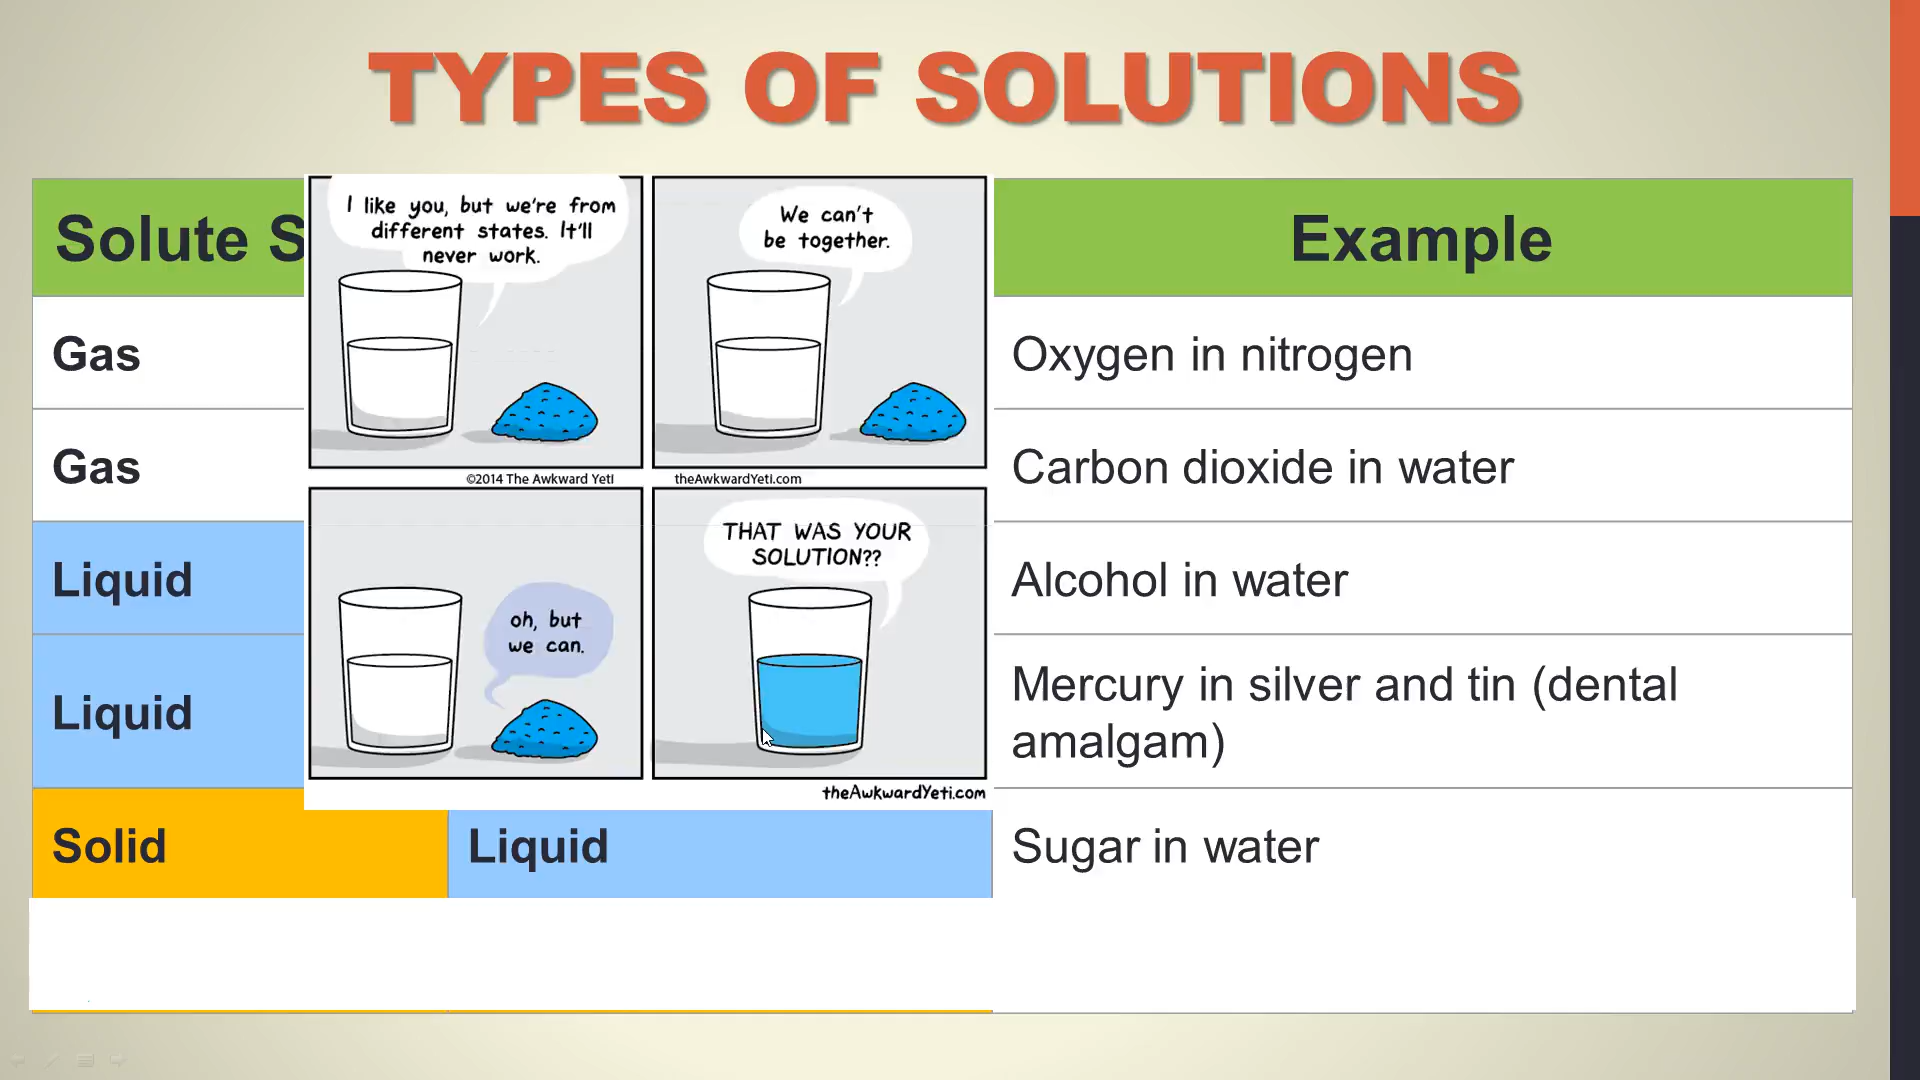 TYPES OF SOLUTIONS
Solute S
Example
I like you, but we're from
different states. It'll
never work.
We can't
be together.
©2014 The Awkward Yeti
theAwkwardYeti.com
oh, but
we can.
THAT WAS YOUR
SOLUTION??
theAwkwardYeti.com
Gas
Oxygen in nitrogen
Gas
Carbon dioxide in water
Liquid
Alcohol in water
Liquid
Mercury in silver and tin (dental
amalgam)
Solid
Liquid
Sugar in water